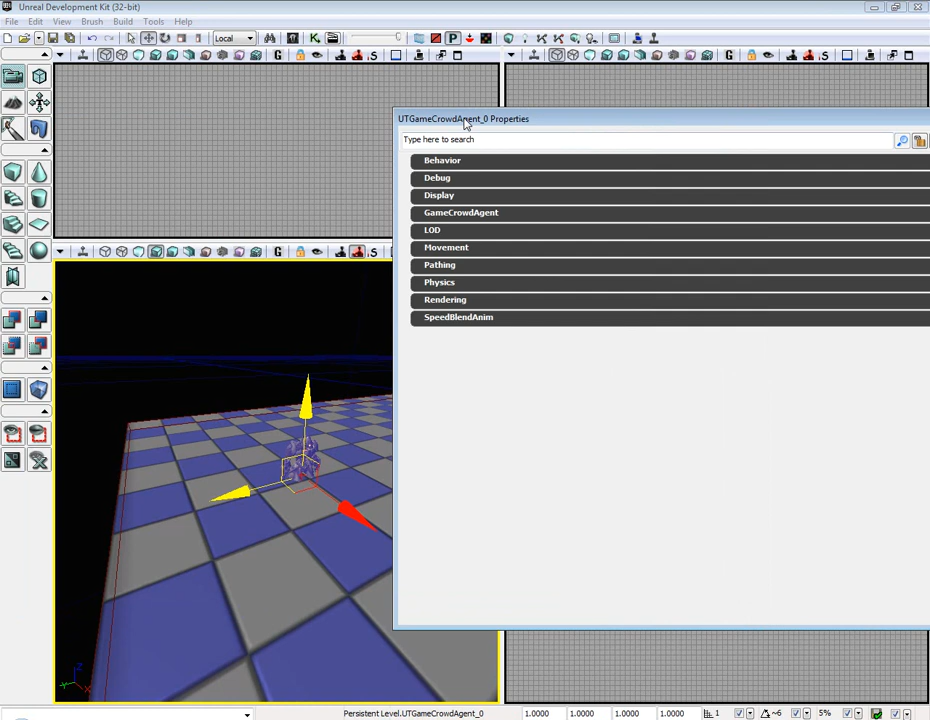 Unreal Development Kit (32-bit)
File Edit View Brush Build Tools Help
Local
UTGameCrowdAgent_0 Properties
Type here to search
Behavior
Debug
Display
GameCrowdAgent
LOD
Movement
Pathing
Physics
Rendering
SpeedBlendAnim
Persistent Level.UTGameCrowdAgent_0 1.0000 1.0000 1.0000 1.0000 1 6 5%